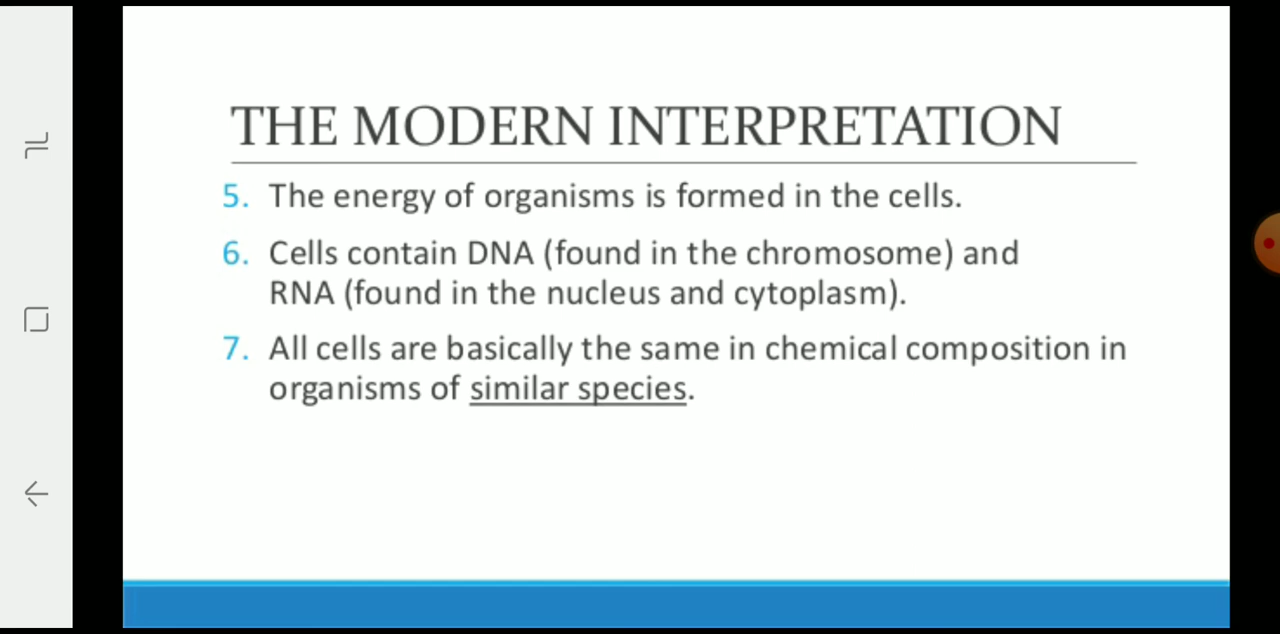 THE MODERN INTERPRETATION
5. The energy of organisms is formed in the cells.
6. Cells contain DNA (found in the chromosome) and
RNA (found in the nucleus and cytoplasm).
7. All cells are basically the same in chemical composition in
organisms of similar species.